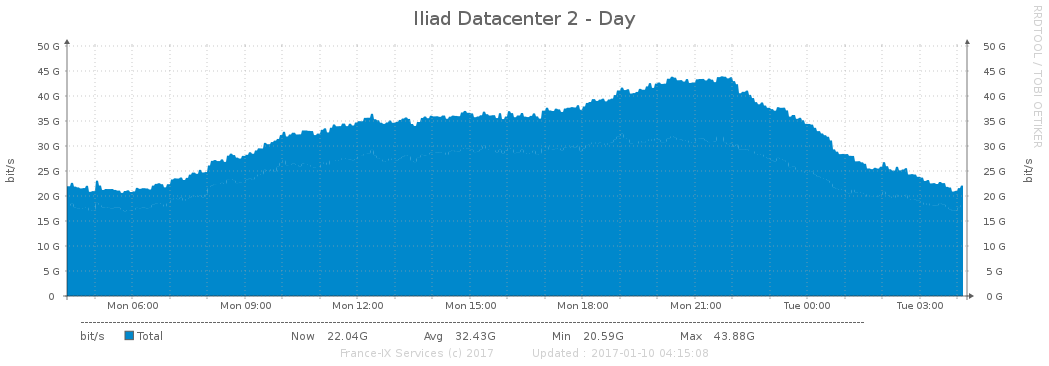 Iliad Datacenter 2 - Day
RRDTOOL / TOBI OETIKER
50 G 50 G
45 G 45 G
40 G 40 G
35 G 35 G
30 G 30 G
25 G 25 G
20 G 20 G
15 G 15 G
10 G 10 G
5 G 5 G
0 0 G
bit/s bit/s
Mon 06:00 Mon 09:00 Mon 12:00 Mon 15:00 Mon 18:00 Mon 21:00 Tue 00:00 Tue 03:00
bit/s Total Now 22.04G Avg 32.43G Min 20.59G Max 43.88G
France-IX Services (c) 2017 Updated : 2017-01-10 04:15:08